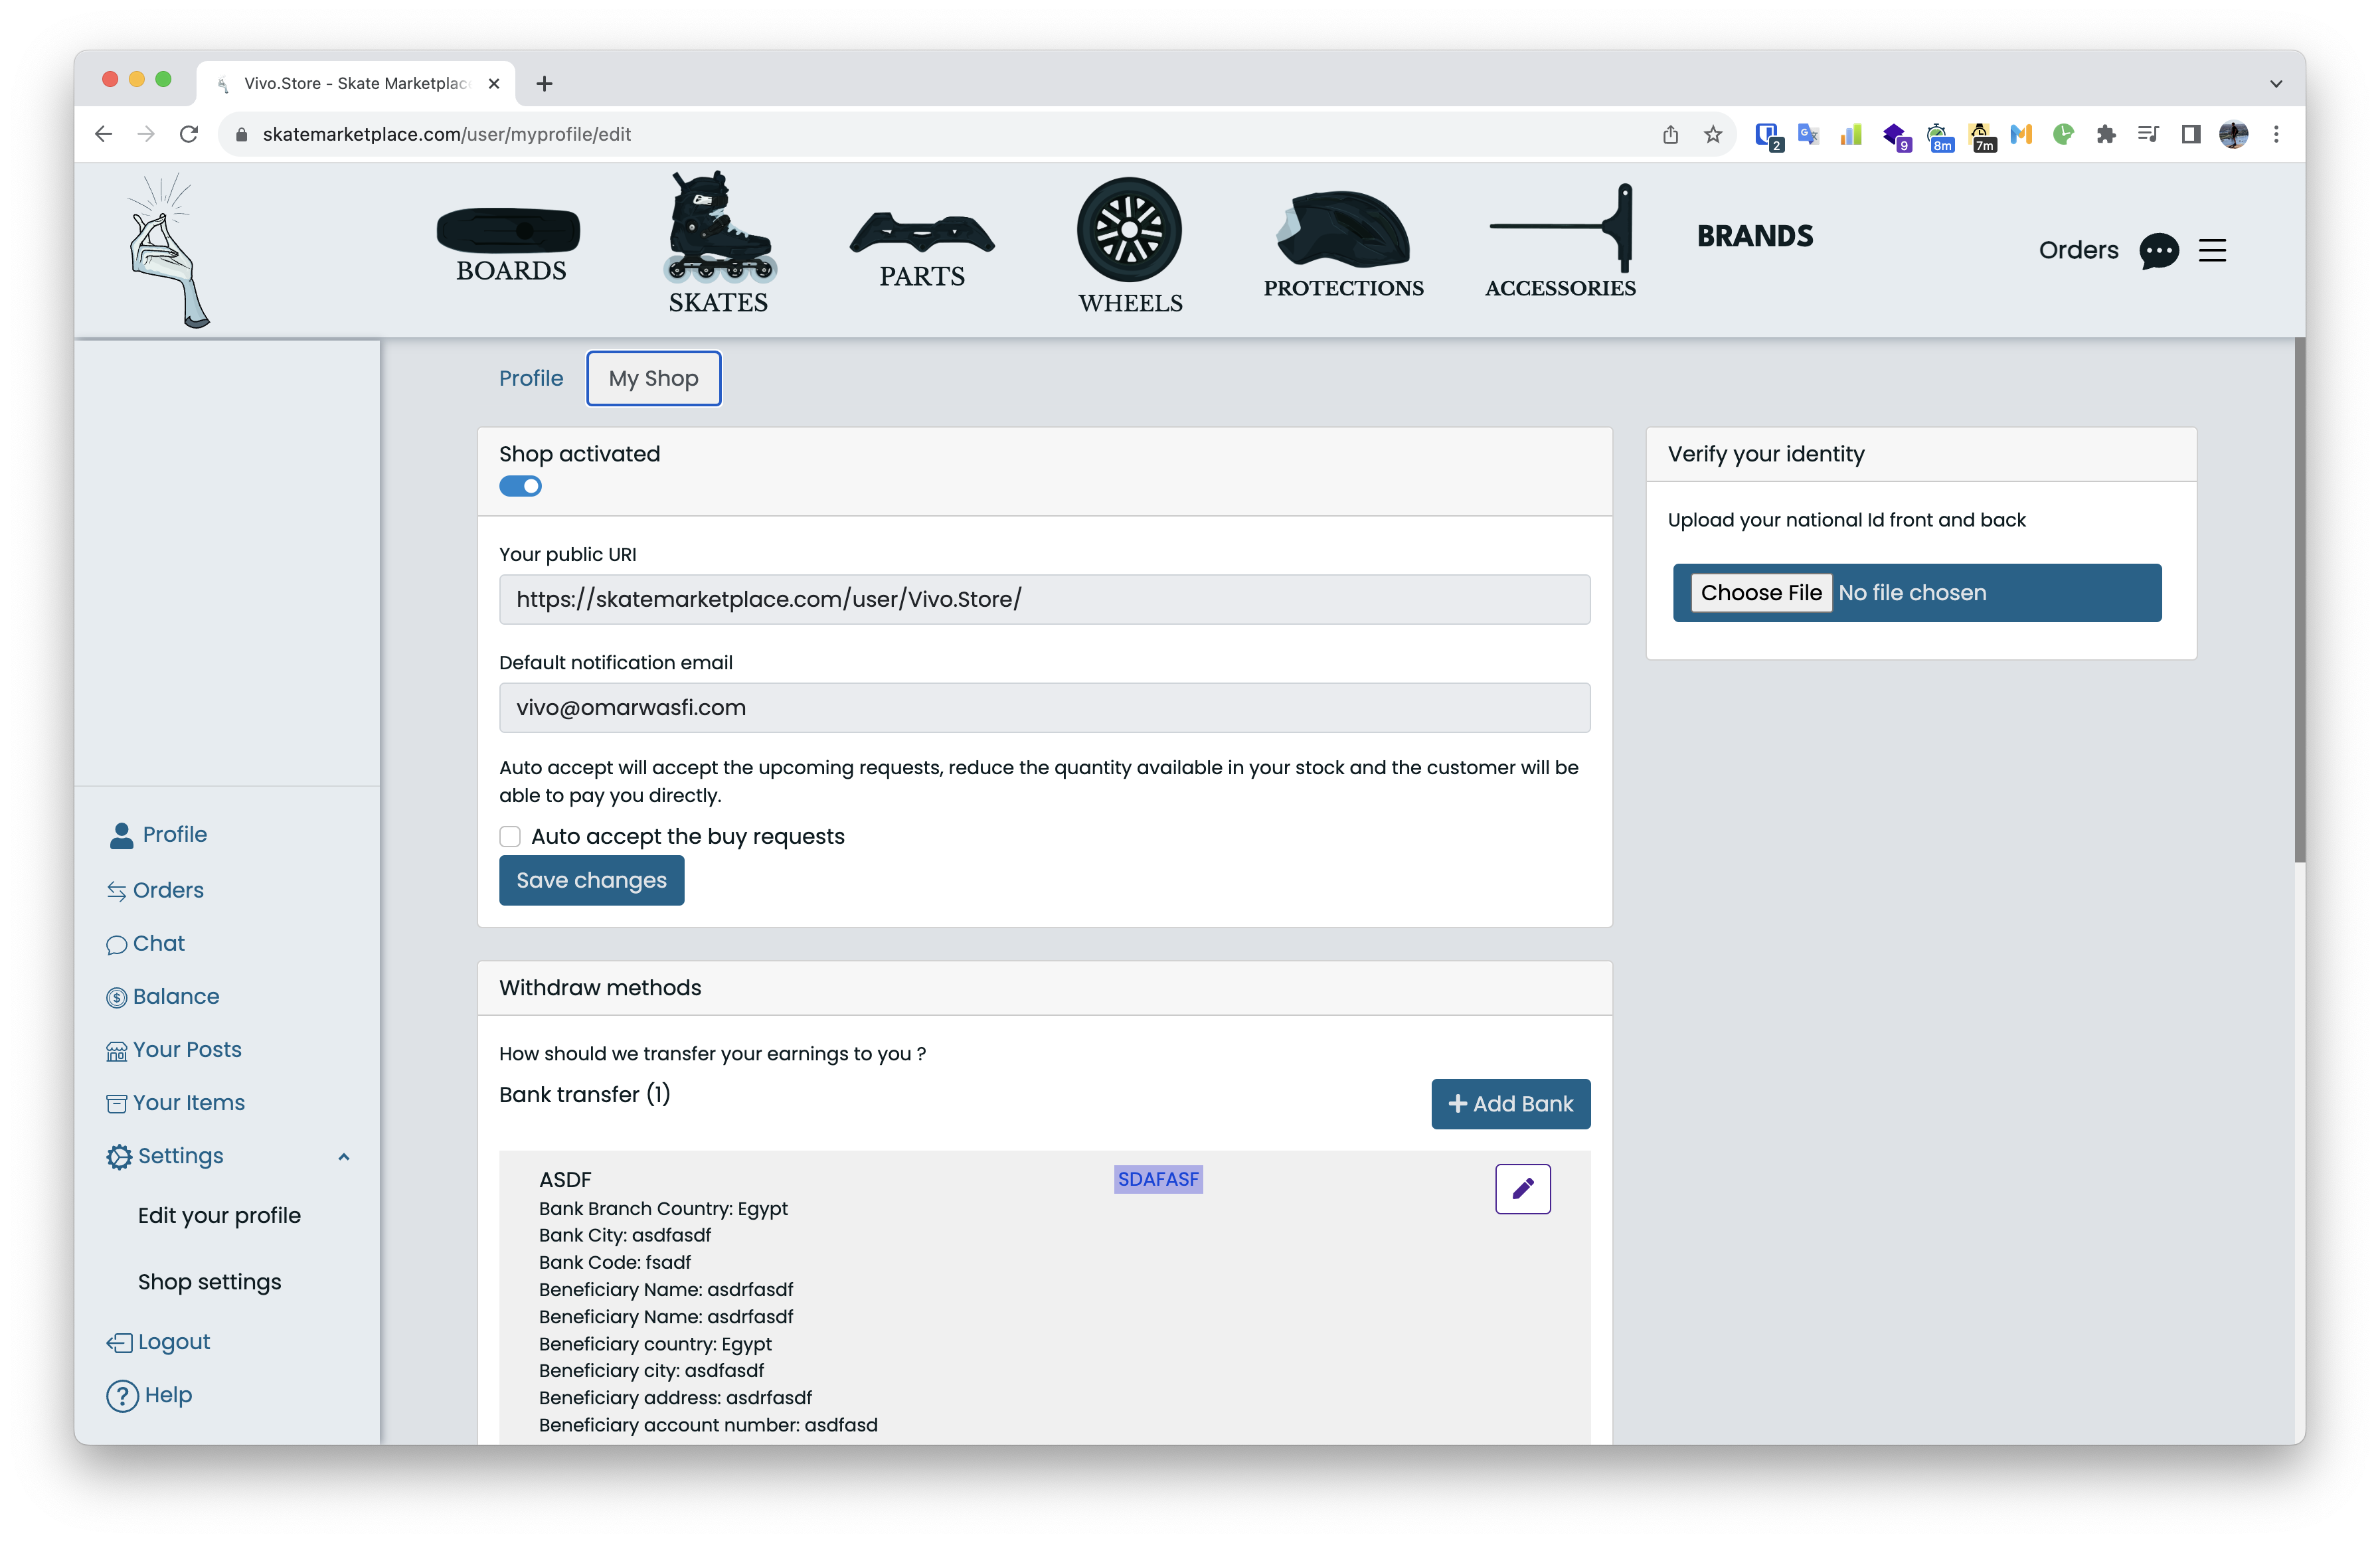 Vivo.Store - Skate Marketplac
skatemarketplace.com/user/myprofile/edit
2
9
8m
7m
BOARDS
SKATES
PARTS
WHEELS
PROTECTIONS
ACCESSORIES
BRANDS
Orders
Profile
My Shop
Shop activated
Your public URI
https://skatemarketplace.com/user/Vivo.Store/
Default notification email
vivo@omarwasfi.com
Auto accept will accept the upcoming requests, reduce the quantity available in your stock and the customer will be
able to pay you directly.
Auto accept the buy requests
Save changes
Verify your identity
Upload your national Id front and back
Choose File No file chosen
Withdraw methods
How should we transfer your earnings to you ?
Bank transfer (1)
Add Bank
ASDF
SDAFASF
Bank Branch Country: Egypt
Bank City: asdfasdf
Bank Code: fsadf
Beneficiary Name: asdrfasdf
Beneficiary Name: asdrfasdf
Beneficiary country: Egypt
Beneficiary city: asdfasdf
Beneficiary address: asdrfasdf
Beneficiary account number: asdfasd
Profile
Orders
Chat
Balance
Your Posts
Your Items
Settings
Edit your profile
Shop settings
Logout
Help